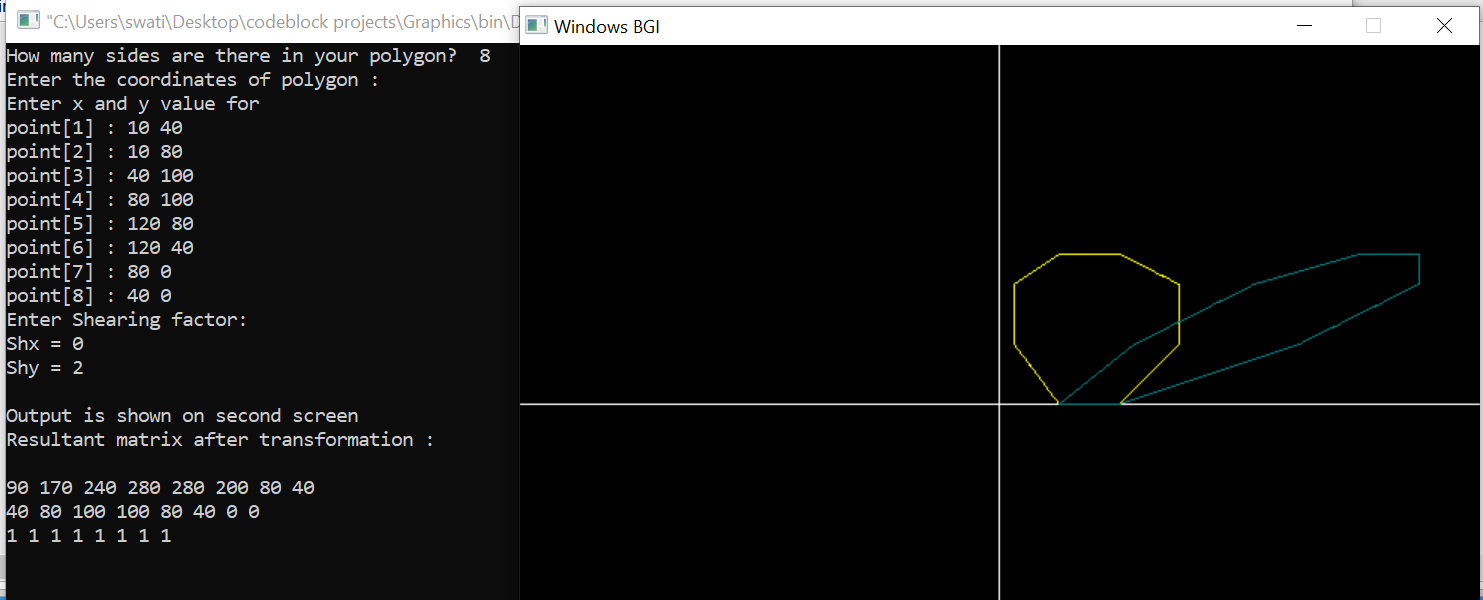 "C:\Users\swati\Desktop\codeblock projects\Graphics\bin\D
Windows BGI
How many sides are there in your polygon?  8
Enter the coordinates of polygon :
Enter x and y value for
point[1] : 10 40
point[2] : 10 80
point[3] : 40 100
point[4] : 80 100
point[5] : 120 80
point[6] : 120 40
point[7] : 80 0
point[8] : 40 0
Enter Shearing factor:
Shx = 0
Shy = 2
Output is shown on second screen
Resultant matrix after transformation :
90 170 240 280 280 200 80 40
40 80 100 100 80 40 0 0
1 1 1 1 1 1 1 1